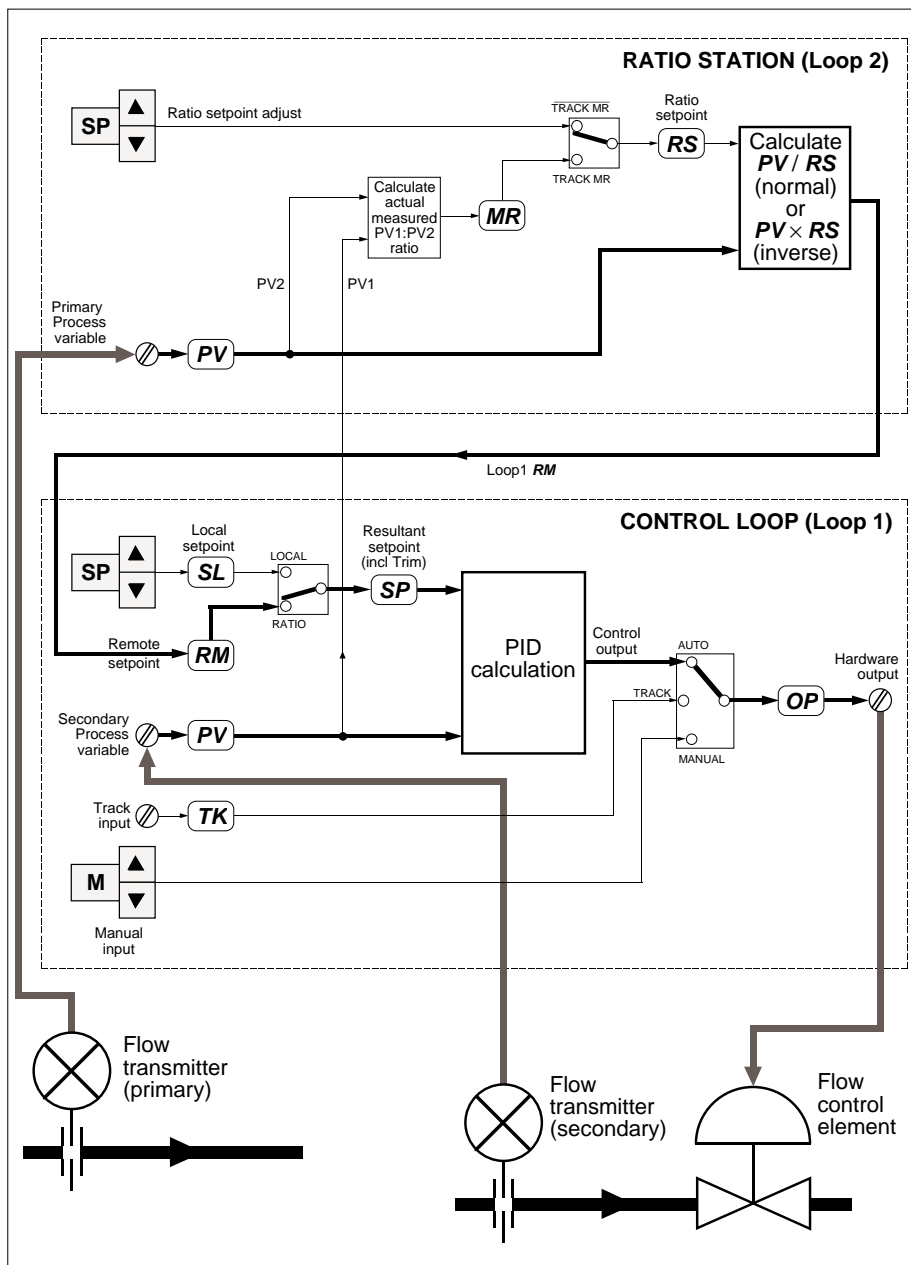 RATIO STATION (Loop 2)
SP
Ratio setpoint adjust
TRACK MR
TRACK MR
Ratio
setpoint
RS
Calculate
PV / RS
(normal)
or
PV × RS
(inverse)
Calculate
actual
measured
PV1:PV2
ratio
MR
PV2
PV1
Primary
Process
variable
PV
Loop1 RM
CONTROL LOOP (Loop 1)
SP
Local
setpoint
SL
LOCAL
RATIO
Resultant
setpoint
(incl Trim)
SP
Remote
setpoint
RM
PID
calculation
Control
output
AUTO
TRACK
MANUAL
OP
Hardware
output
Secondary
Process
variable
PV
Track
input
TK
M
Manual
input
Flow
transmitter
(primary)
Flow
transmitter
(secondary)
Flow
control
element